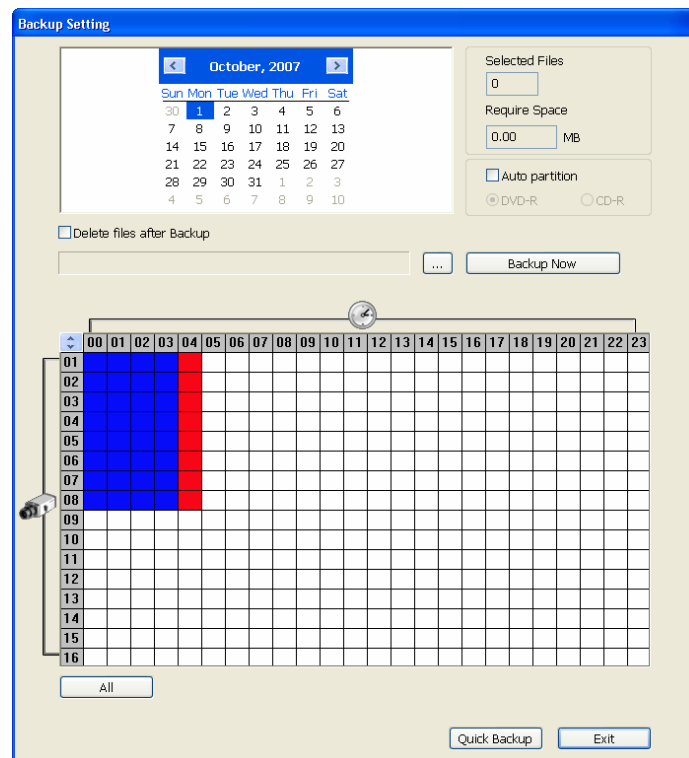 Backup Setting
October, 2007
Sun Mon Tue Wed Thu Fri Sat
30 1 2 3 4 5 6
7 8 9 10 11 12 13
14 15 16 17 18 19 20
21 22 23 24 25 26 27
28 29 30 31 1 2 3
4 5 6 7 8 9 10
Selected Files
0
Require Space
0.00 MB
Auto partition
DVD-R CD-R
Delete files after Backup
... Backup Now
00 01 02 03 04 05 06 07 08 09 10 11 12 13 14 15 16 17 18 19 20 21 22 23
01
02
03
04
05
06
07
08
09
10
11
12
13
14
15
16
All
Quick Backup Exit